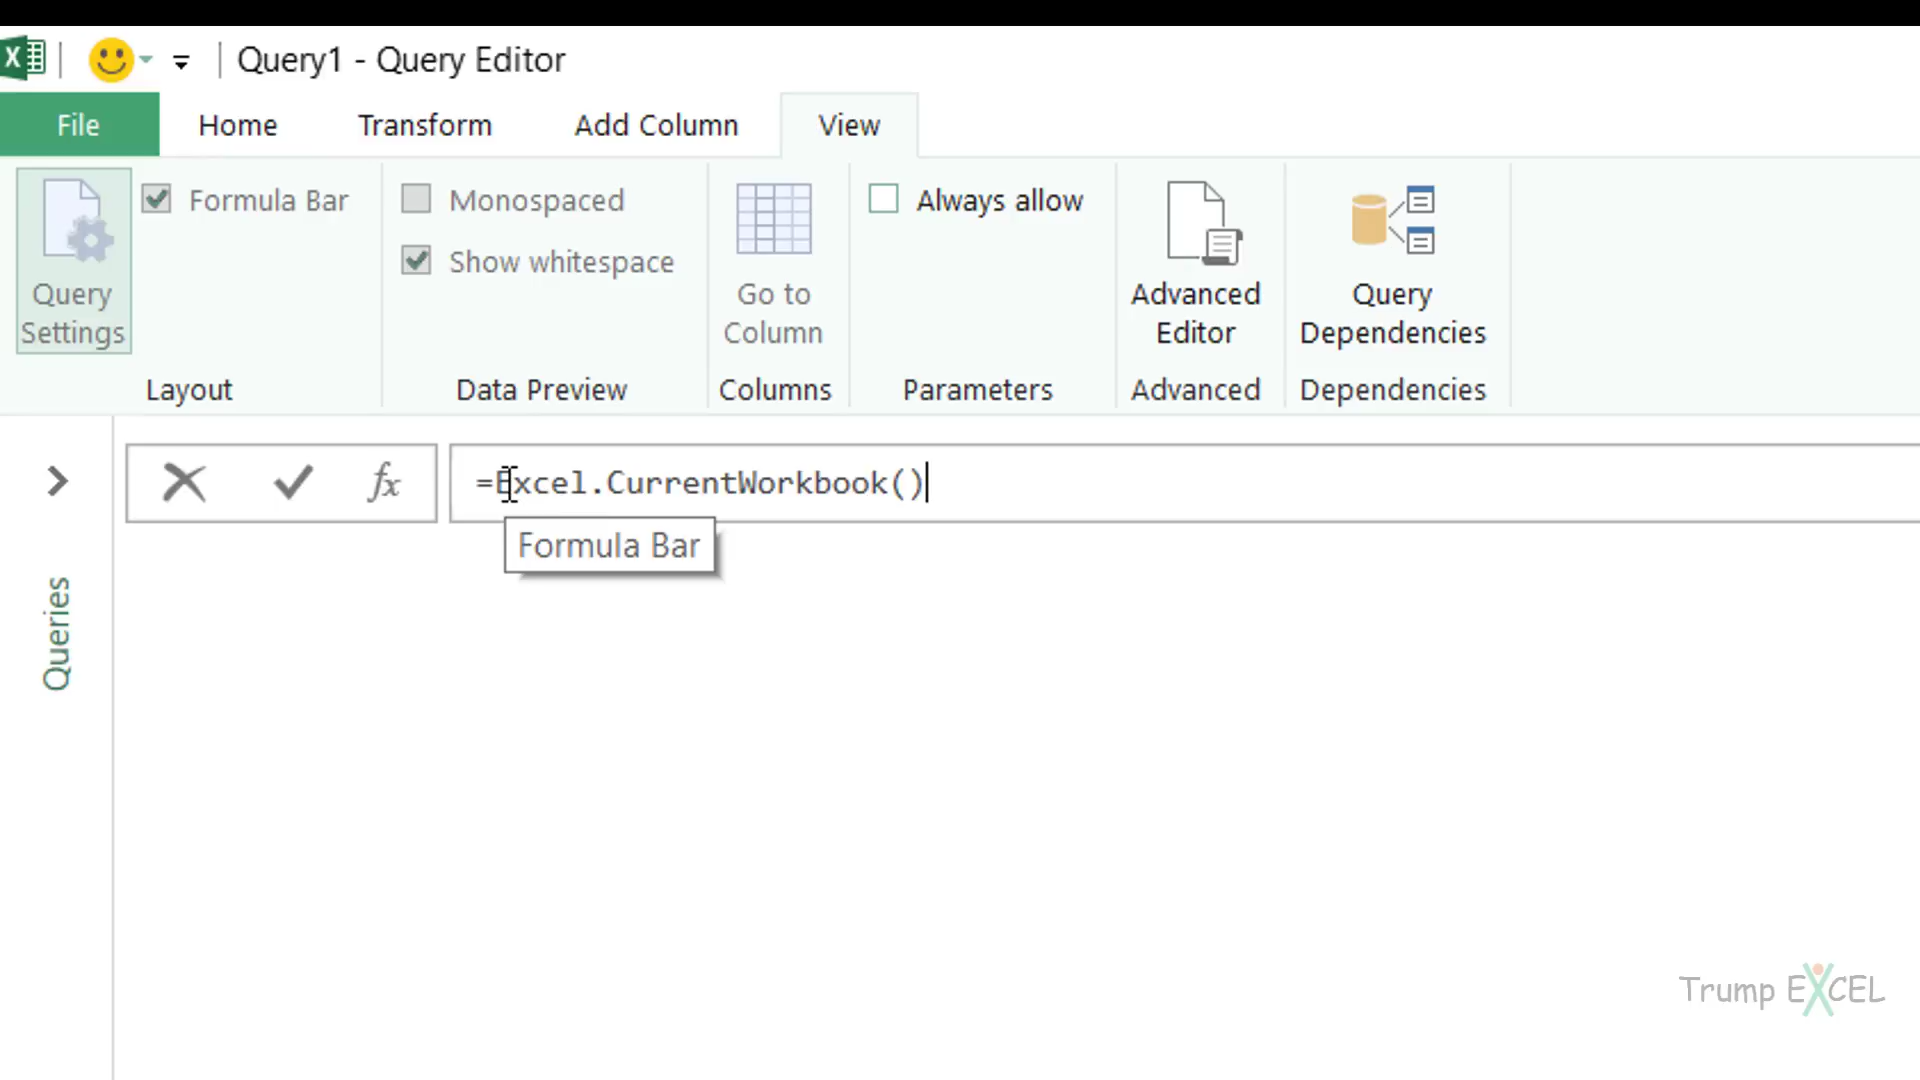 Query1 - Query Editor
File Home Transform Add Column View
Query Settings
Formula Bar
Layout
Monospaced
Show whitespace
Data Preview
Go to Column
Columns
Always allow
Parameters
Advanced Editor
Advanced
Query Dependencies
Dependencies
fx =Excel.CurrentWorkbook()
Formula Bar
Queries
Trump EXCEL